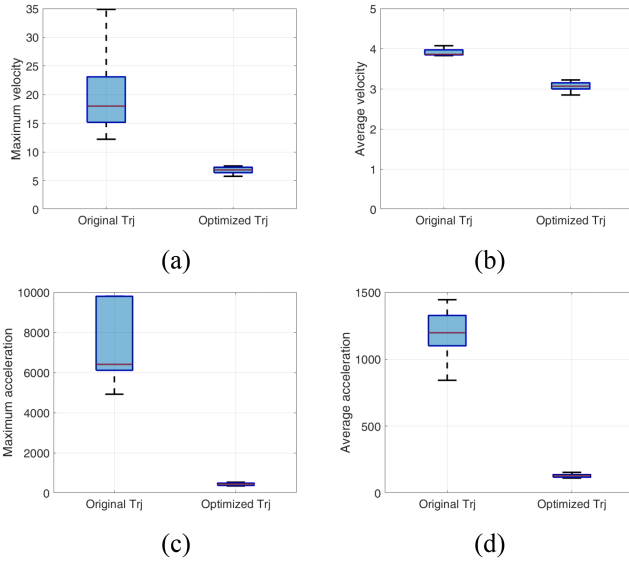 35
30
25
20
15
10
5
0
Maximum velocity
Original Trj
Optimized Trj
(a)
5
4
3
2
1
0
Average velocity
Original Trj
Optimized Trj
(b)
10000
8000
6000
4000
2000
0
Maximum acceleration
Original Trj
Optimized Trj
(c)
1500
1000
500
0
Average acceleration
Original Trj
Optimized Trj
(d)